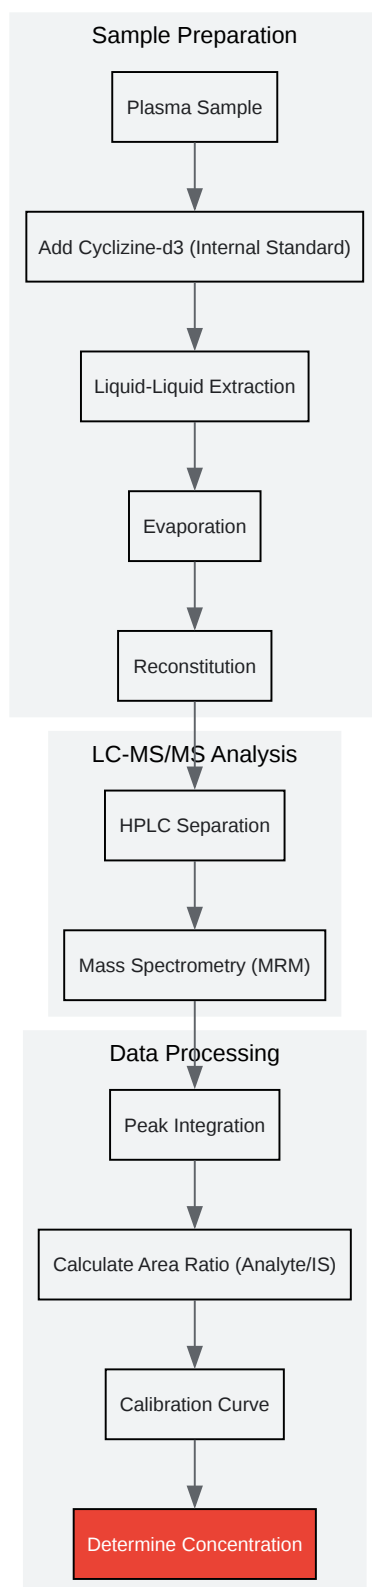 Sample Preparation
Plasma Sample
Add Cyclizine-d3 (Internal Standard)
Liquid-Liquid Extraction
Evaporation
Reconstitution
LC-MS/MS Analysis
HPLC Separation
Mass Spectrometry (MRM)
Data Processing
Peak Integration
Calculate Area Ratio (Analyte/IS)
Calibration Curve
Determine Concentration